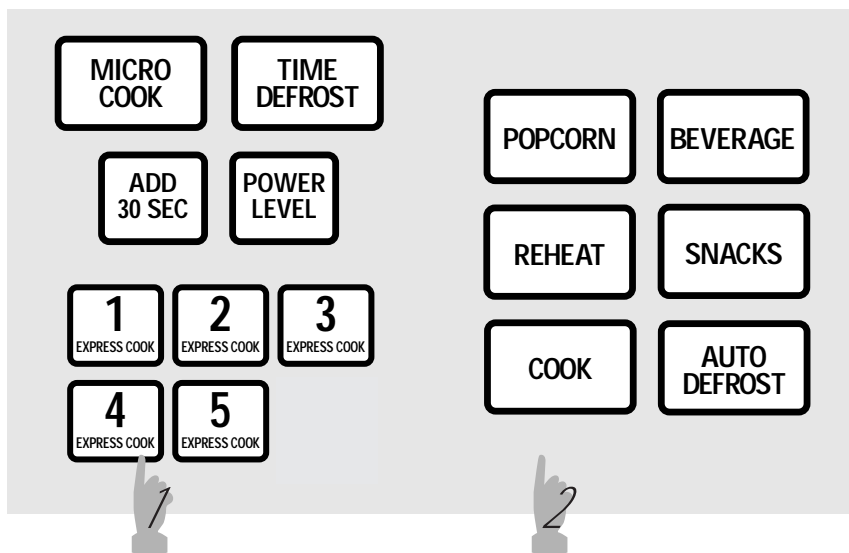 MICRO
COOK
TIME
DEFROST
ADD
30 SEC
POWER
LEVEL
1
EXPRESS COOK
2
EXPRESS COOK
3
EXPRESS COOK
4
EXPRESS COOK
5
EXPRESS COOK
1
POPCORN
BEVERAGE
REHEAT
SNACKS
COOK
AUTO
DEFROST
2